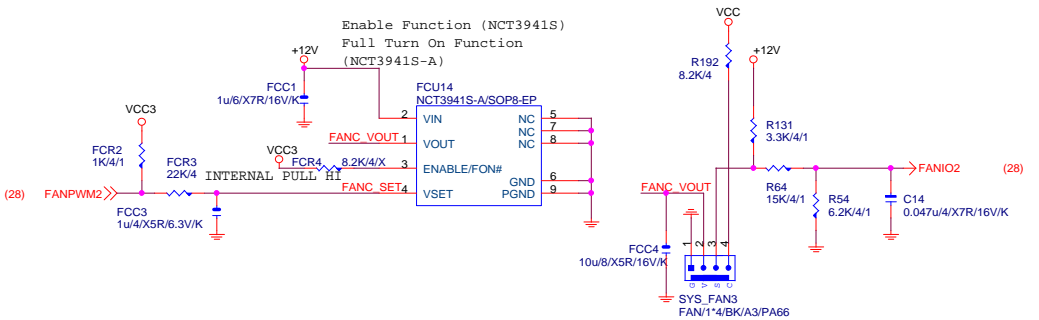 Enable Function (NCT3941S)
Full Turn On Function
(NCT3941S-A)
+12V
FCC1
1u/6/X7R/16V/K
FCU14
NCT3941S-A/SOP8-EP
2 VIN
FANC_VOUT 1 VOUT
3 ENABLE/FON#
FANC_SET 4 VSET
NC 5
NC 7
NC 8
GND 6
PGND 9
VCC3
FCR4 8.2K/4/X
INTERNAL PULL HI
VCC3
FCR2
1K/4/1
FCR3
22K/4
(28) FANPWM2
FCC3
1u/4/X5R/6.3V/K
VCC
R192
8.2K/4
+12V
R131
3.3K/4/1
R64
15K/4/1
R54
6.2K/4/1
C14
0.047u/4/X7R/16V/K
FANIO2 (28)
FANC_VOUT
FCC4
10u/8/X5R/16V/K
1 2 3 4
G V S C
SYS_FAN3
FAN/1*4/BK/A3/PA66